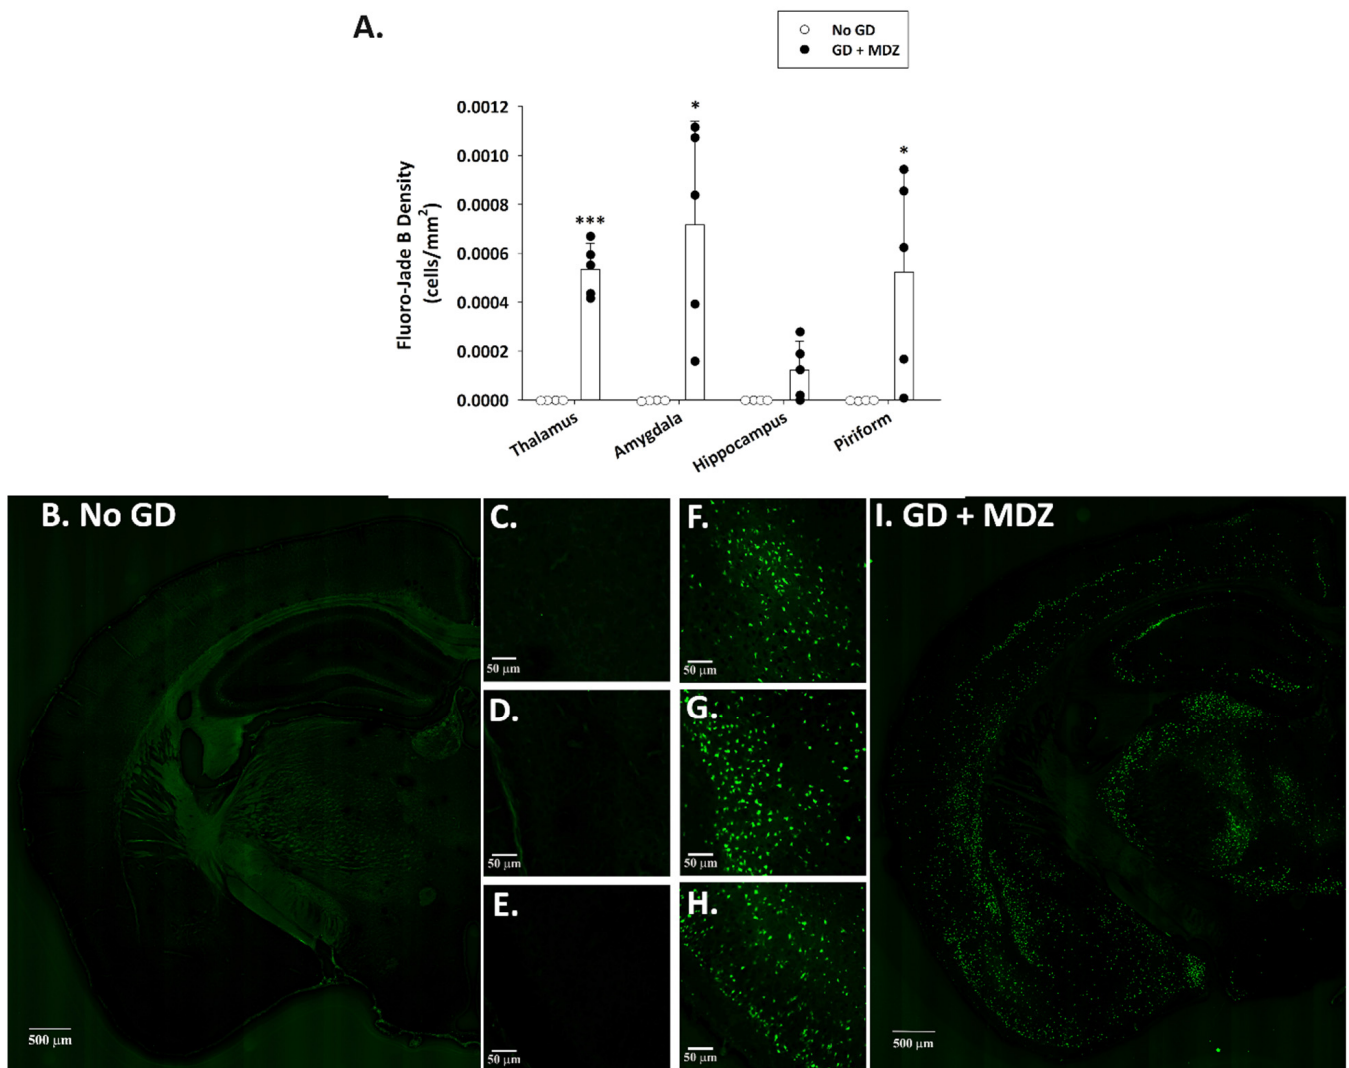 A.
No GD
GD + MDZ
Fluoro-Jade B Density
(cells/mm²)
0.0012
0.0010
0.0008
0.0006
0.0004
0.0002
0.0000
***
*
*
Thalamus
Amygdala
Hippocampus
Piriform
B. No GD
500 µm
C.
50 µm
D.
50 µm
E.
50 µm
F.
50 µm
G.
50 µm
H.
50 µm
I. GD + MDZ
500 µm